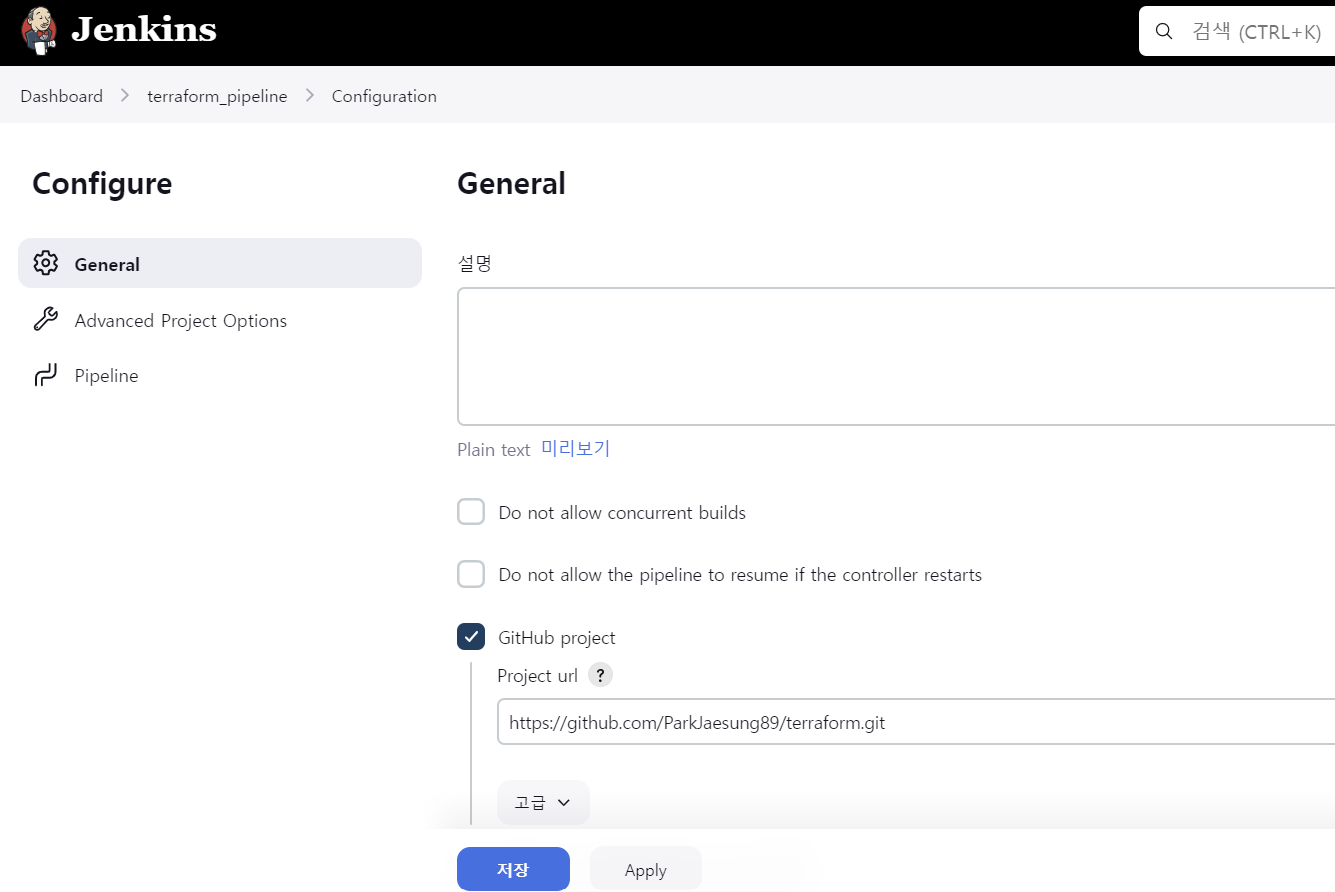 Jenkins
검색 (CTRL+K)
Dashboard
terraform_pipeline
Configuration
Configure
General
Advanced Project Options
Pipeline
General
설명
Plain text 미리보기
Do not allow concurrent builds
Do not allow the pipeline to resume if the controller restarts
GitHub project
Project url ?
https://github.com/ParkJaesung89/terraform.git
고급
저장 Apply